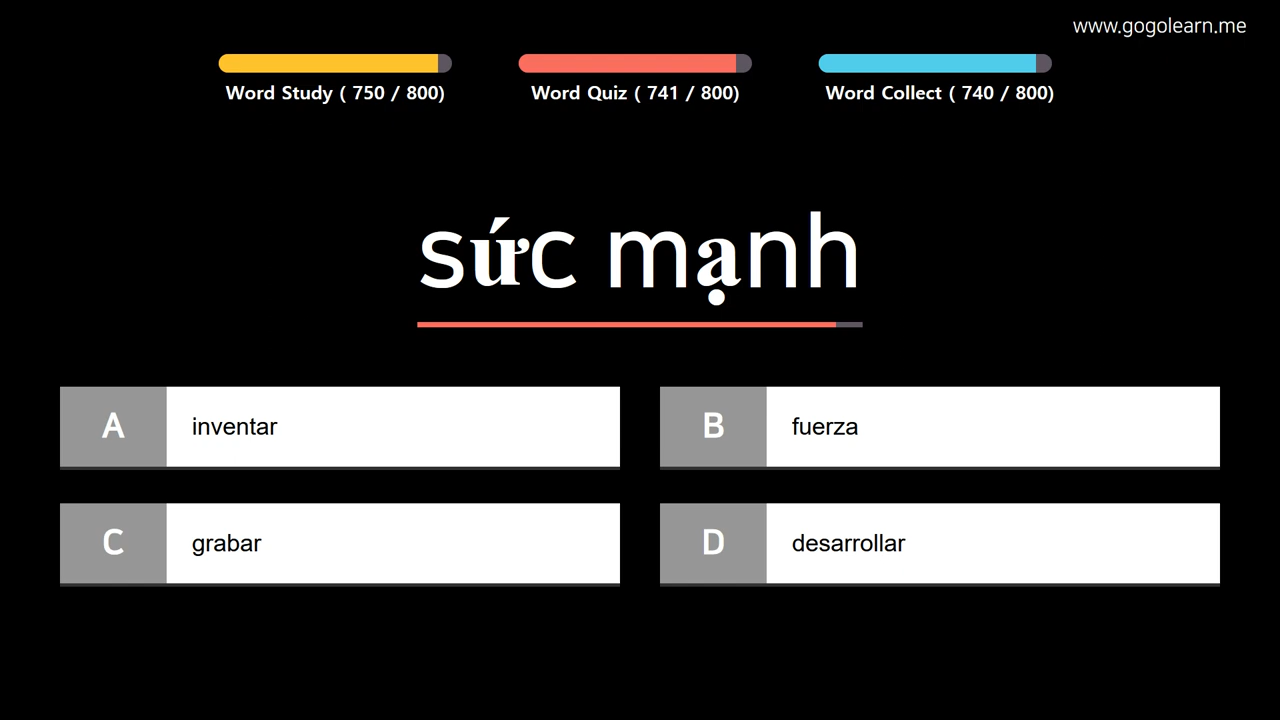 www.gogolearn.me
Word Study ( 750 / 800)
Word Quiz ( 741 / 800)
Word Collect ( 740 / 800)
sức mạnh
A inventar
B fuerza
C grabar
D desarrollar